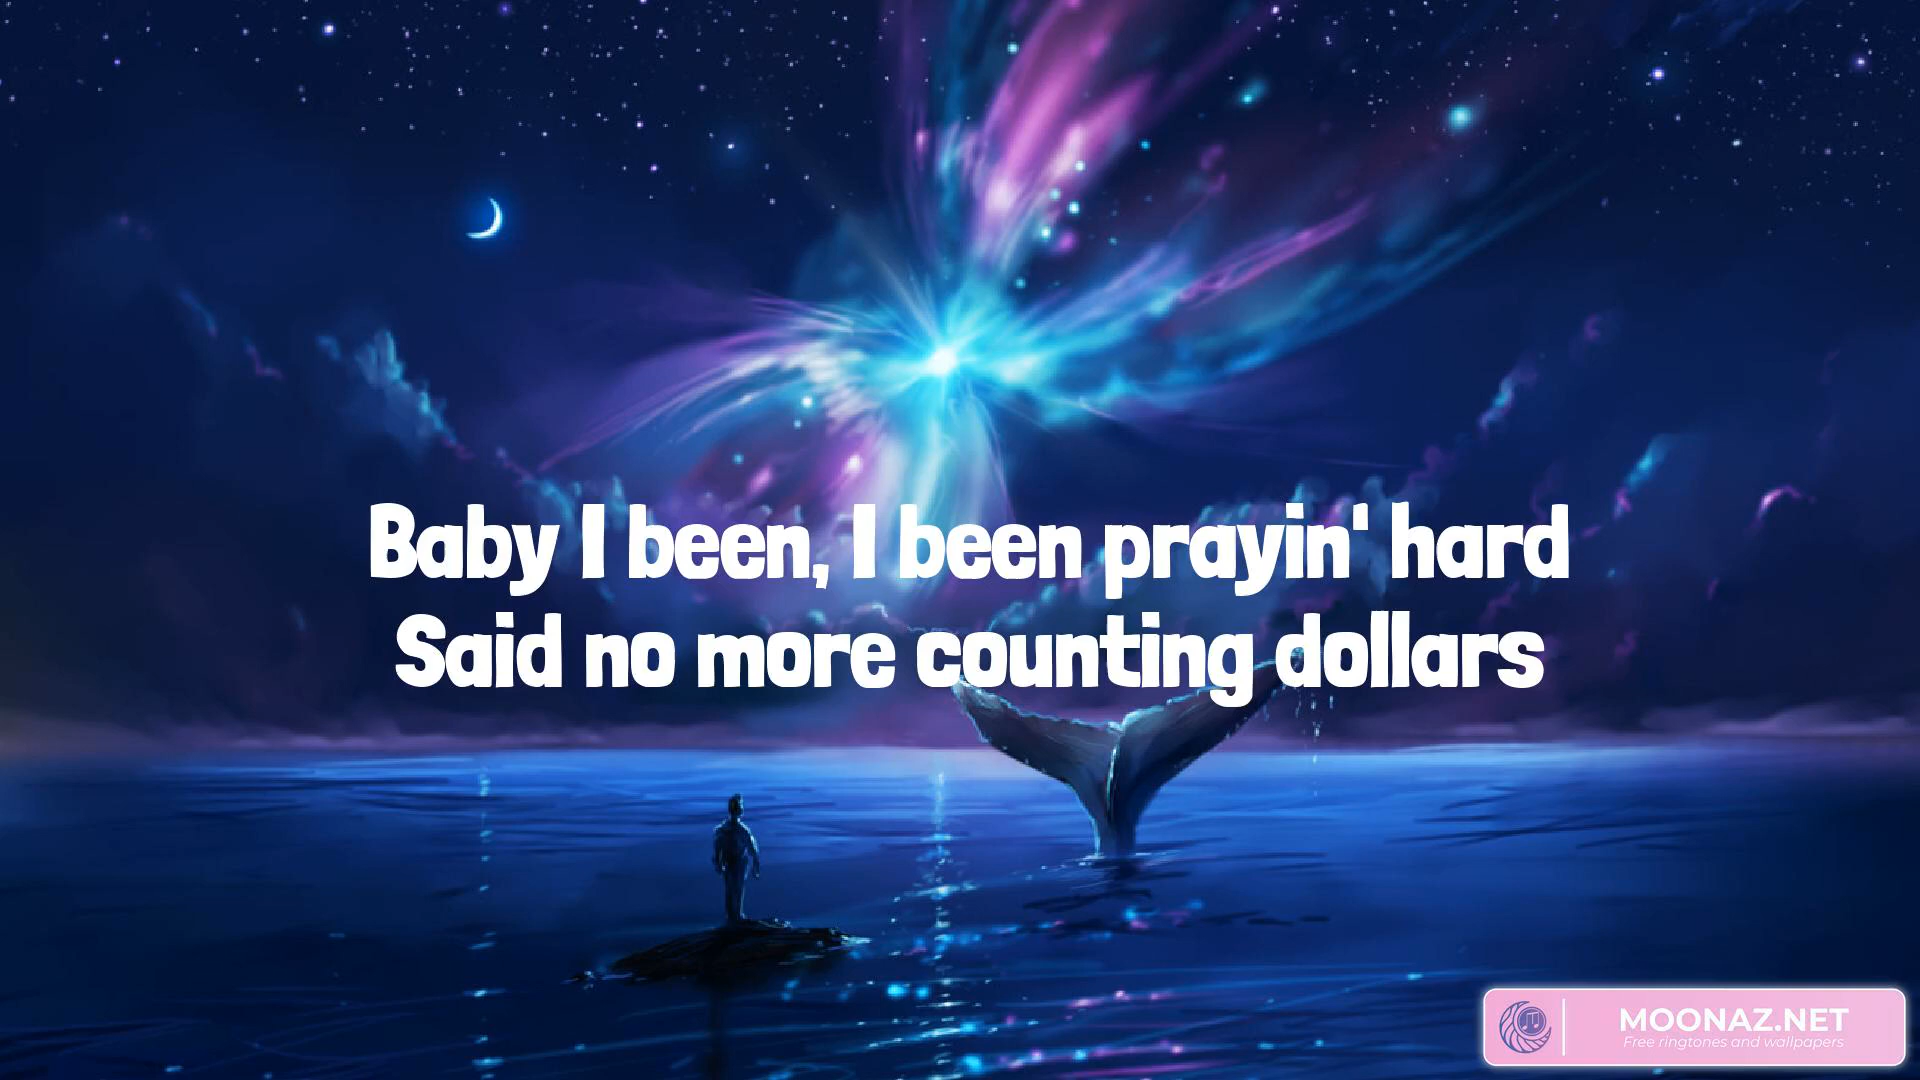 Baby I been, I been prayin' hard
Said no more counting dollars
MOONAZ.NET
Free ringtones and wallpapers